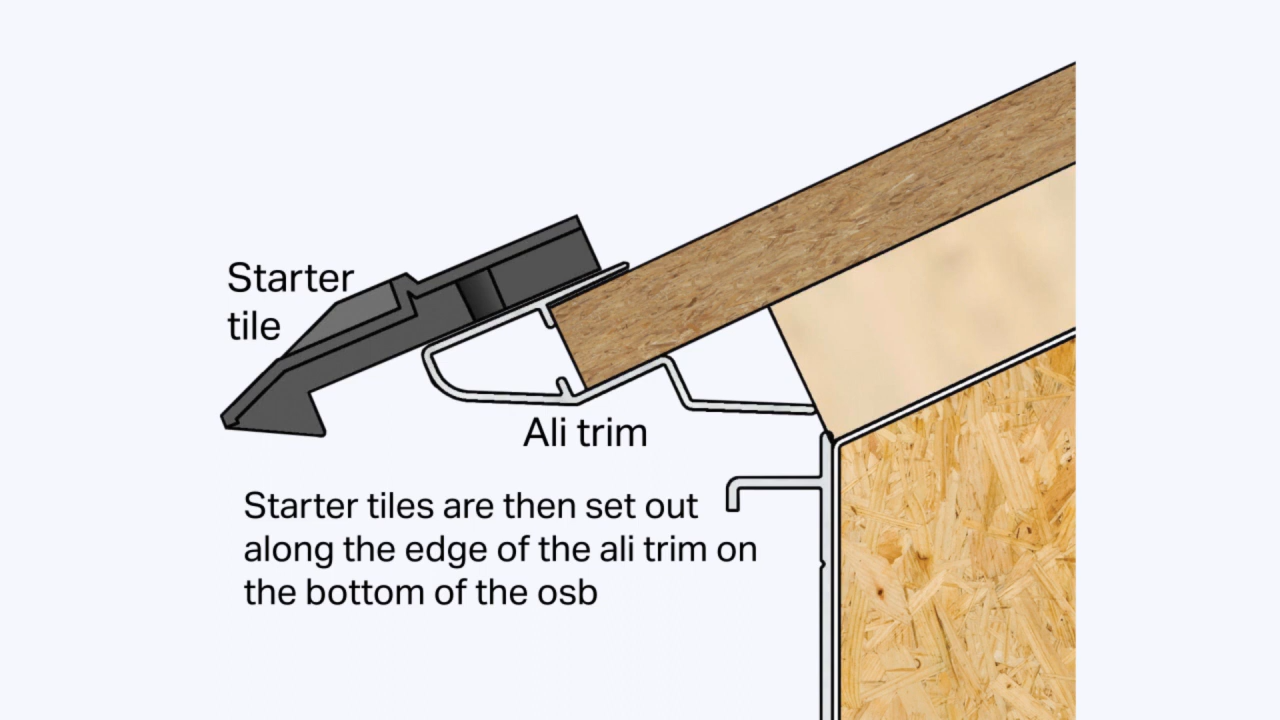 Starter
tile
Ali trim
Starter tiles are then set out
along the edge of the ali trim on
the bottom of the osb